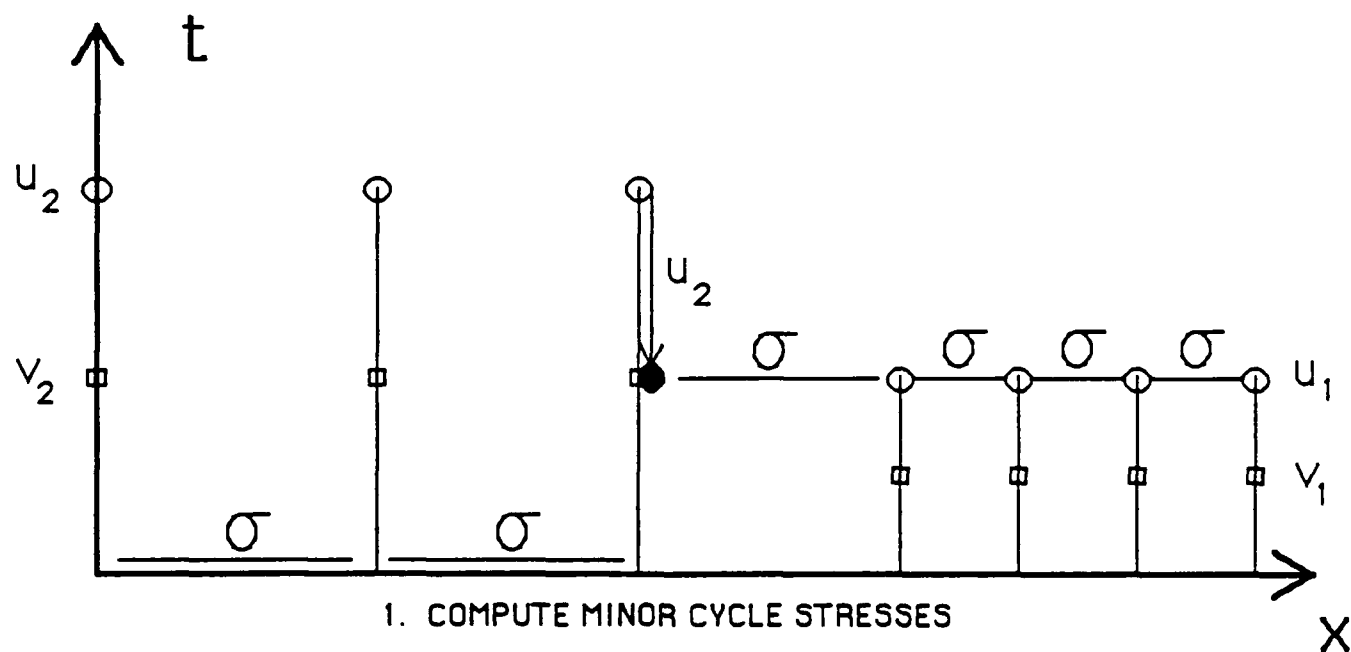 t
u₂
u₂
v₂
σ σ σ σ
u₁
v₁
σ σ
1. COMPUTE MINOR CYCLE STRESSES
x